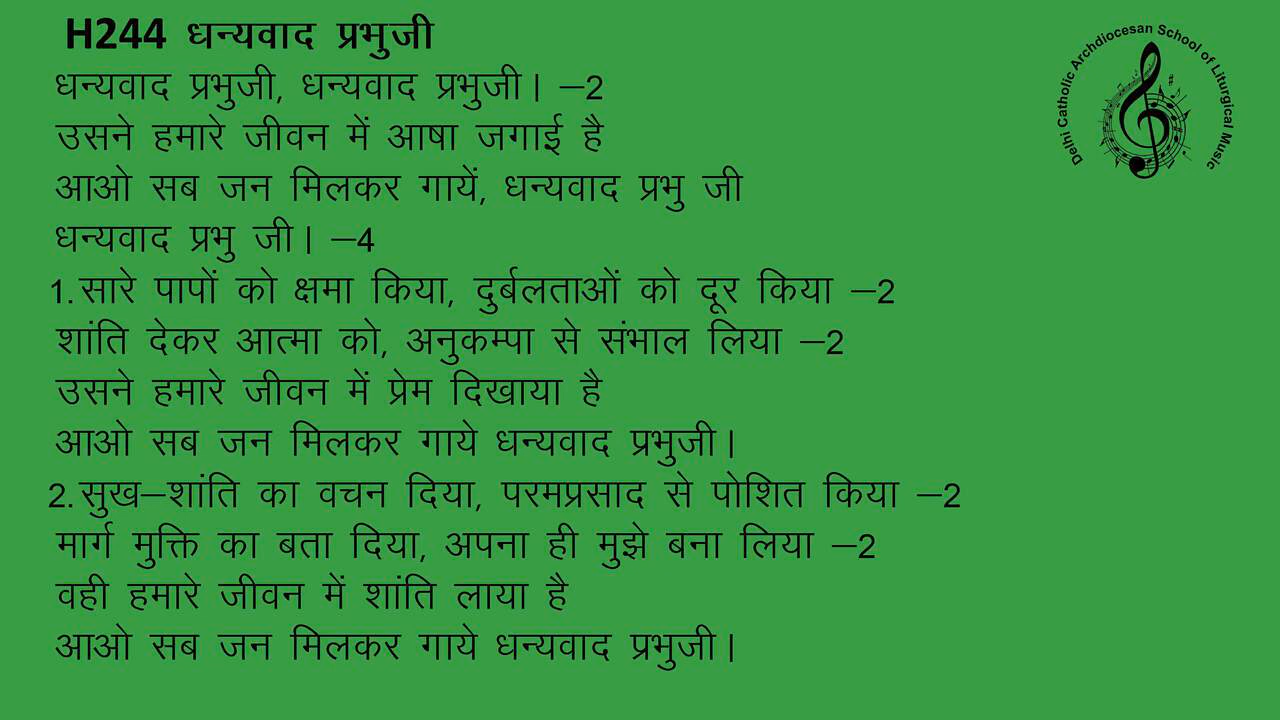 H244 धन्यवाद प्रभुजी
धन्यवाद प्रभुजी, धन्यवाद प्रभुजी। –2
उसने हमारे जीवन में आषा जगाई है
आओ सब जन मिलकर गायें, धन्यवाद प्रभु जी
धन्यवाद प्रभु जी। –4
1. सारे पापों को क्षमा किया, दुर्बलताओं को दूर किया –2
शांति देकर आत्मा को, अनुकम्पा से संभाल लिया –2
उसने हमारे जीवन में प्रेम दिखाया है
आओ सब जन मिलकर गाये धन्यवाद प्रभुजी।
2. सुख–शांति का वचन दिया, परमप्रसाद से पोशित किया –2
मार्ग मुक्ति का बता दिया, अपना ही मुझे बना लिया –2
वही हमारे जीवन में शांति लाया है
आओ सब जन मिलकर गाये धन्यवाद प्रभुजी।
Delhi Catholic Archdiocesan School of Liturgical Music